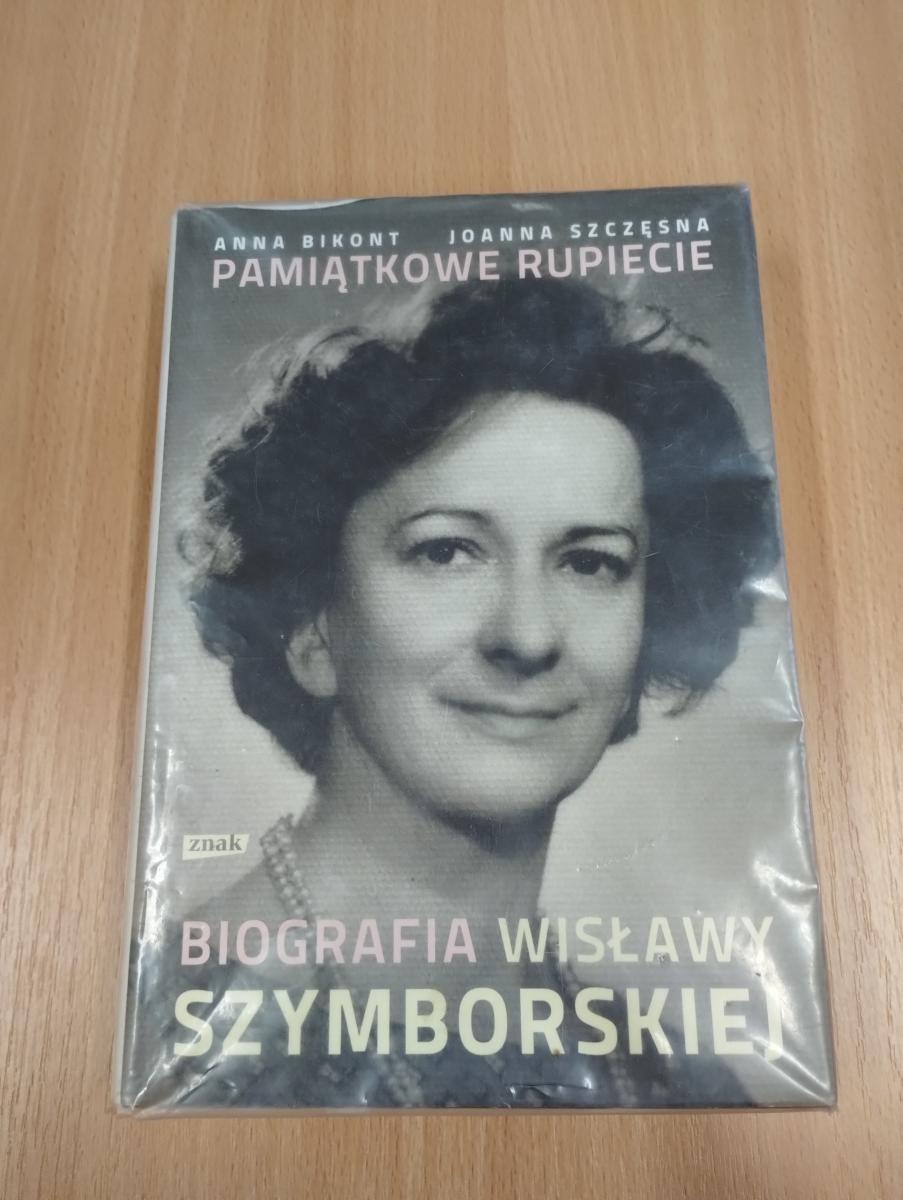 ANNA BIKONT JOANNA SZCZĘSNA
PAMIĄTKOWE RUPIECIE
znak
BIOGRAFIA WISŁAWY
SZYMBORSKIEJ